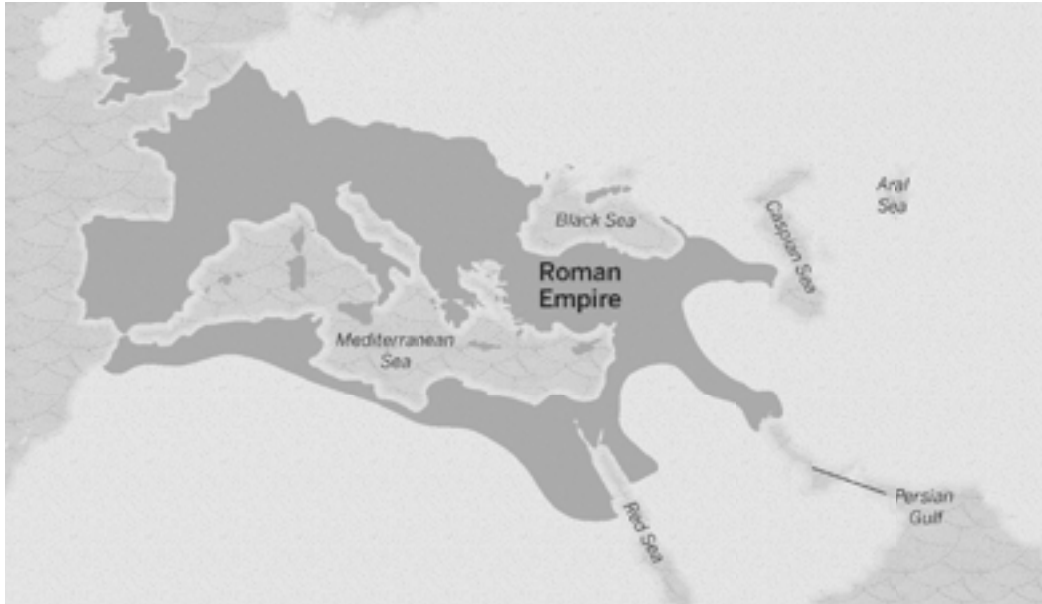 Aral
Sea
Black Sea
Caspian Sea
Roman
Empire
Mediterranean
Sea
Persian
Gulf
Red Sea